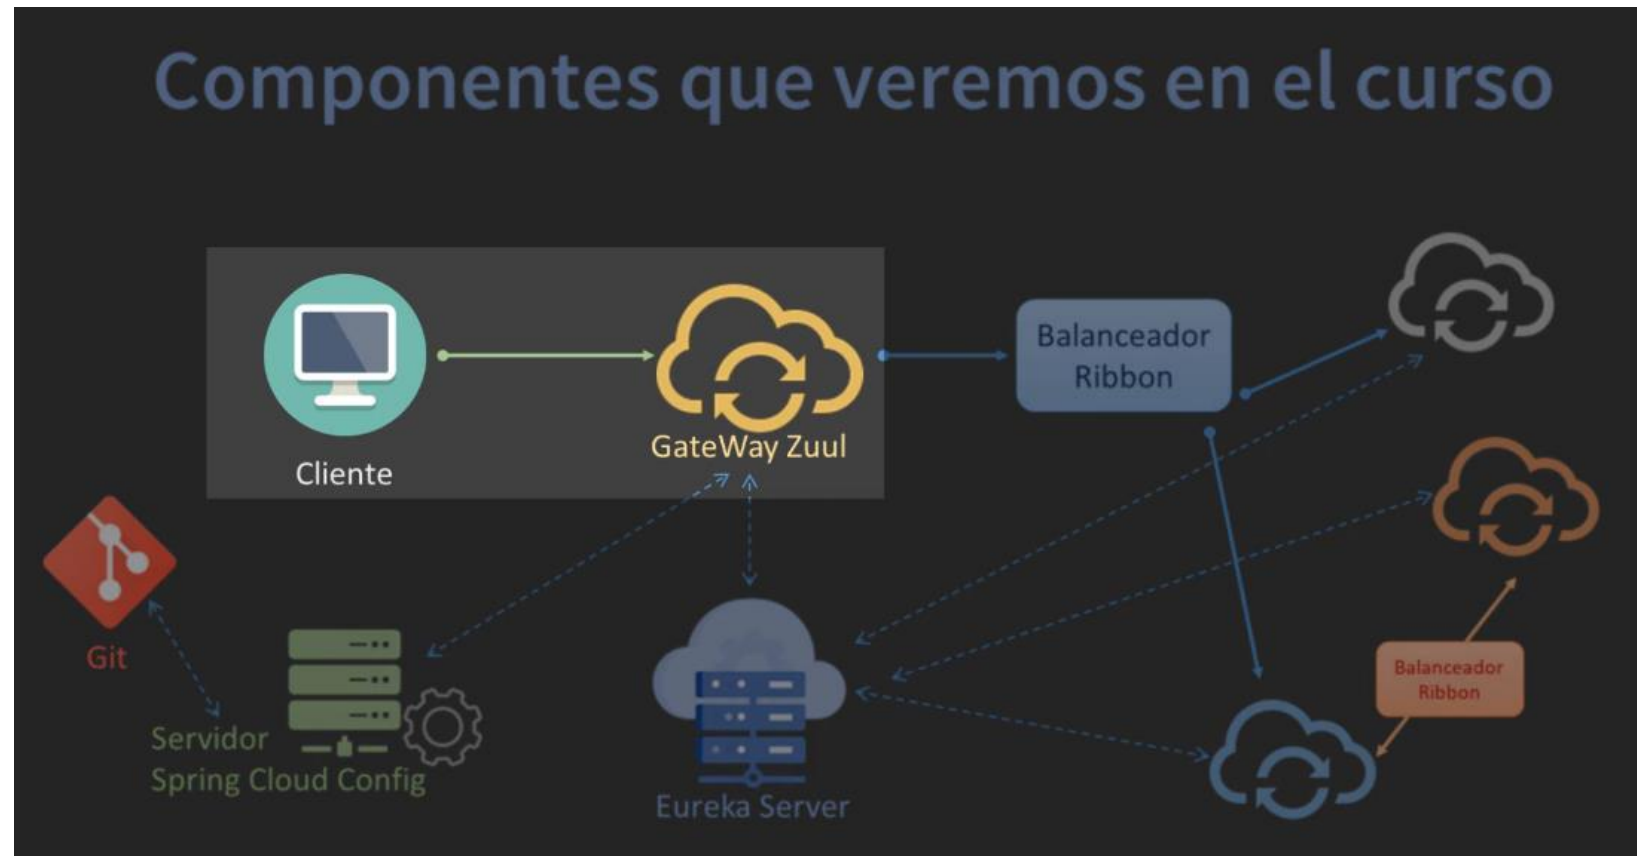 Componentes que veremos en el curso
Balanceador
Ribbon
GateWay Zuul
Cliente
Git
Balanceador
Ribbon
Servidor
Spring Cloud Config
Eureka Server